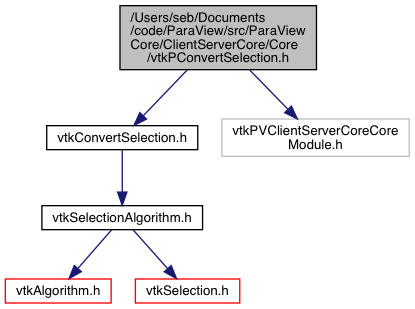 /Users/seb/Documents
/code/ParaView/src/ParaView
Core/ClientServerCore/Core
/vtkPConvertSelection.h
vtkConvertSelection.h
vtkPVClientServerCoreCore
Module.h
vtkSelectionAlgorithm.h
vtkAlgorithm.h
vtkSelection.h